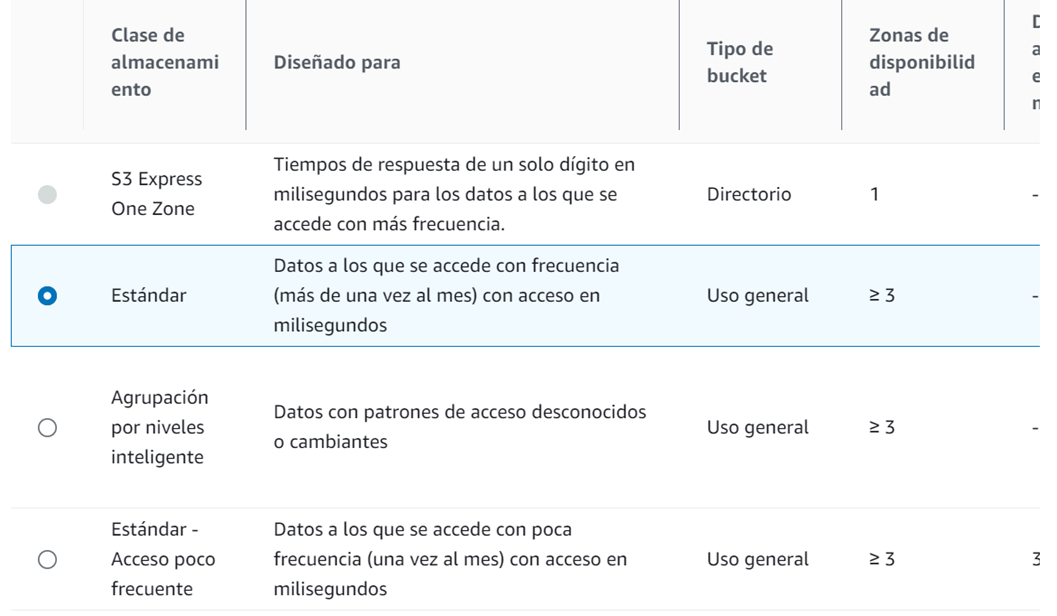 Clase de
almacenami
ento
Diseñado para
Tipo de
bucket
Zonas de
disponibilid
ad
S3 Express
One Zone
Tiempos de respuesta de un solo dígito en
milisegundos para los datos a los que se
accede con más frecuencia.
Directorio
1
-
Estándar
Datos a los que se accede con frecuencia
(más de una vez al mes) con acceso en
milisegundos
Uso general
≥ 3
-
Agrupación
por niveles
inteligente
Datos con patrones de acceso desconocidos
o cambiantes
Uso general
≥ 3
-
Estándar -
Acceso poco
frecuente
Datos a los que se accede con poca
frecuencia (una vez al mes) con acceso en
milisegundos
Uso general
≥ 3